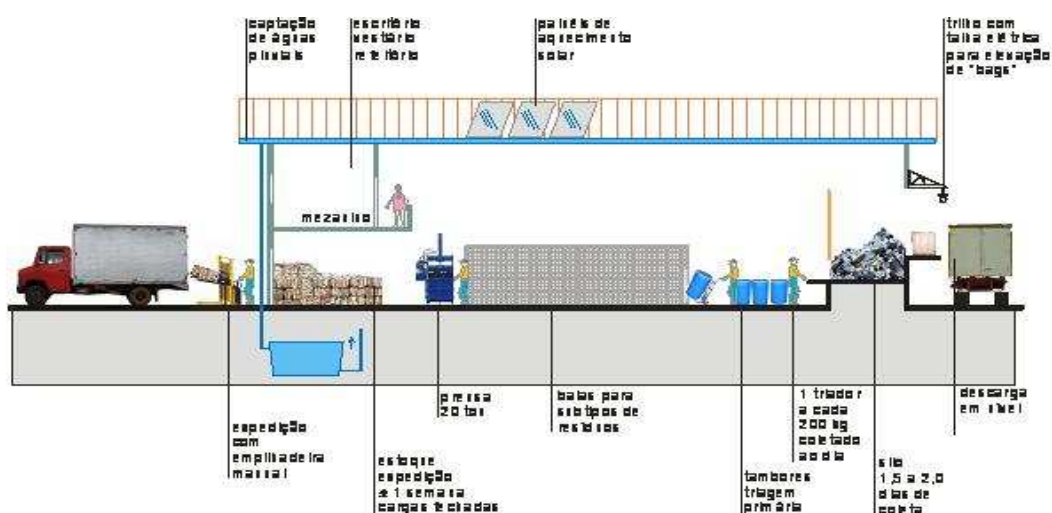 captação
de águas
pluviais
escritório
vestiário
refeitório
painéis de
aquecimento
solar
trilho com
talha elétrica
para elevação
de "bags"
mezanino
expedição
com
empilhadeira
manual
estoque
expedição
± 1 semana
cargas fechadas
prensa
20 ton
baias para
subtipos de
resíduos
tambores
triagem
primária
1 triador
a cada
200 kg
coletado
ao dia
silo
1,5 a 2,0
dias de
coleta
descarga
em nível